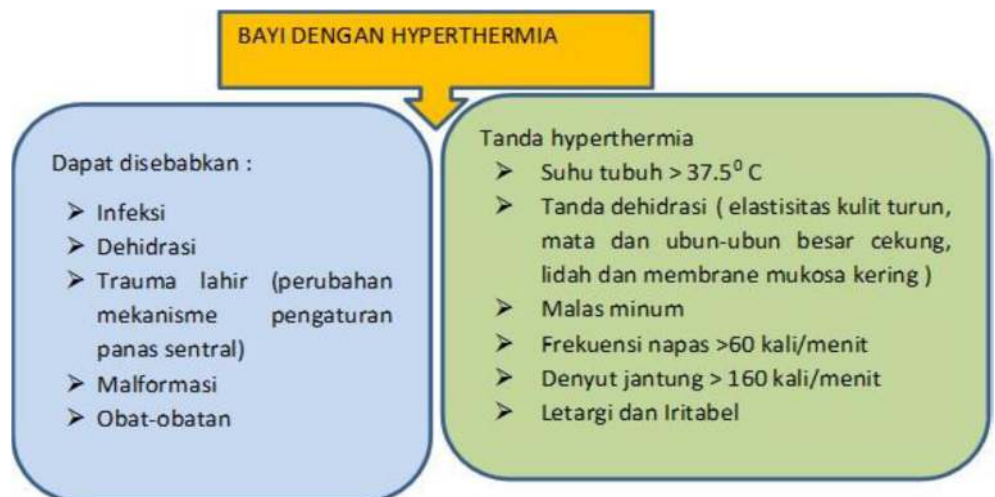 BAYI DENGAN HYPERTHERMIA
Dapat disebabkan :
➢ Infeksi
➢ Dehidrasi
➢ Trauma lahir (perubahan
mekanisme pengaturan
panas sentral)
➢ Malformasi
➢ Obat-obatan
Tanda hyperthermia
➢ Suhu tubuh > 37.5⁰ C
➢ Tanda dehidrasi ( elastisitas kulit turun,
mata dan ubun-ubun besar cekung,
lidah dan membrane mukosa kering )
➢ Malas minum
➢ Frekuensi napas >60 kali/menit
➢ Denyut jantung > 160 kali/menit
➢ Letargi dan Iritabel